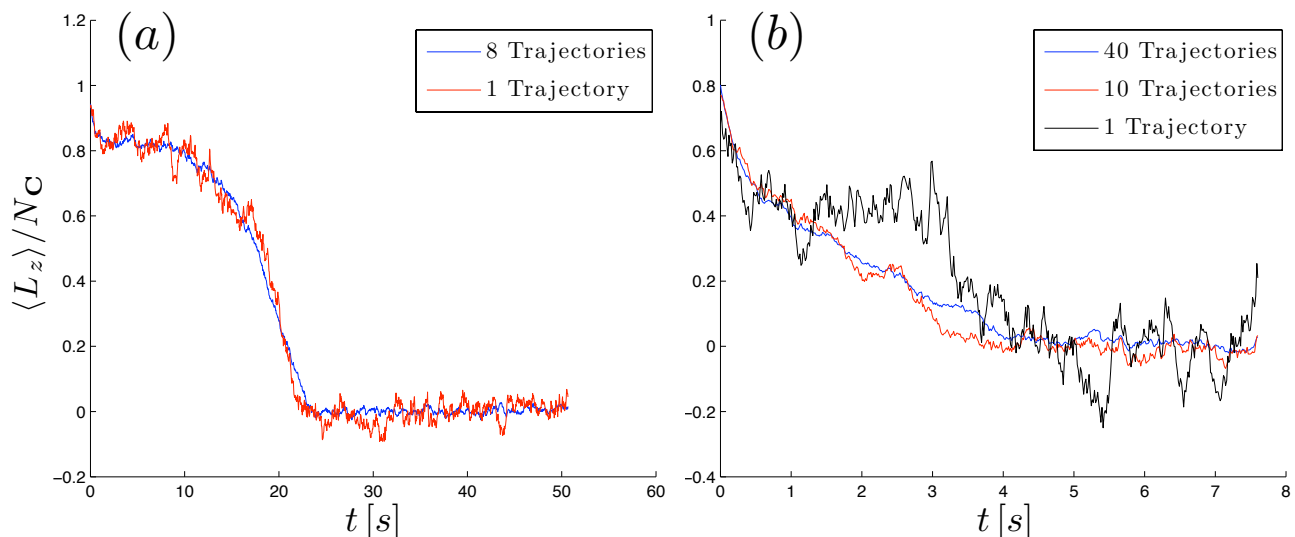 (a)
8 Trajectories
1 Trajectory
⟨L_z⟩/N_C
1.2
1
0.8
0.6
0.4
0.2
0
−0.2
0 10 20 30 40 50 60
t [s]
(b)
40 Trajectories
10 Trajectories
1 Trajectory
1
0.8
0.6
0.4
0.2
0
−0.2
−0.4
0 1 2 3 4 5 6 7 8
t [s]